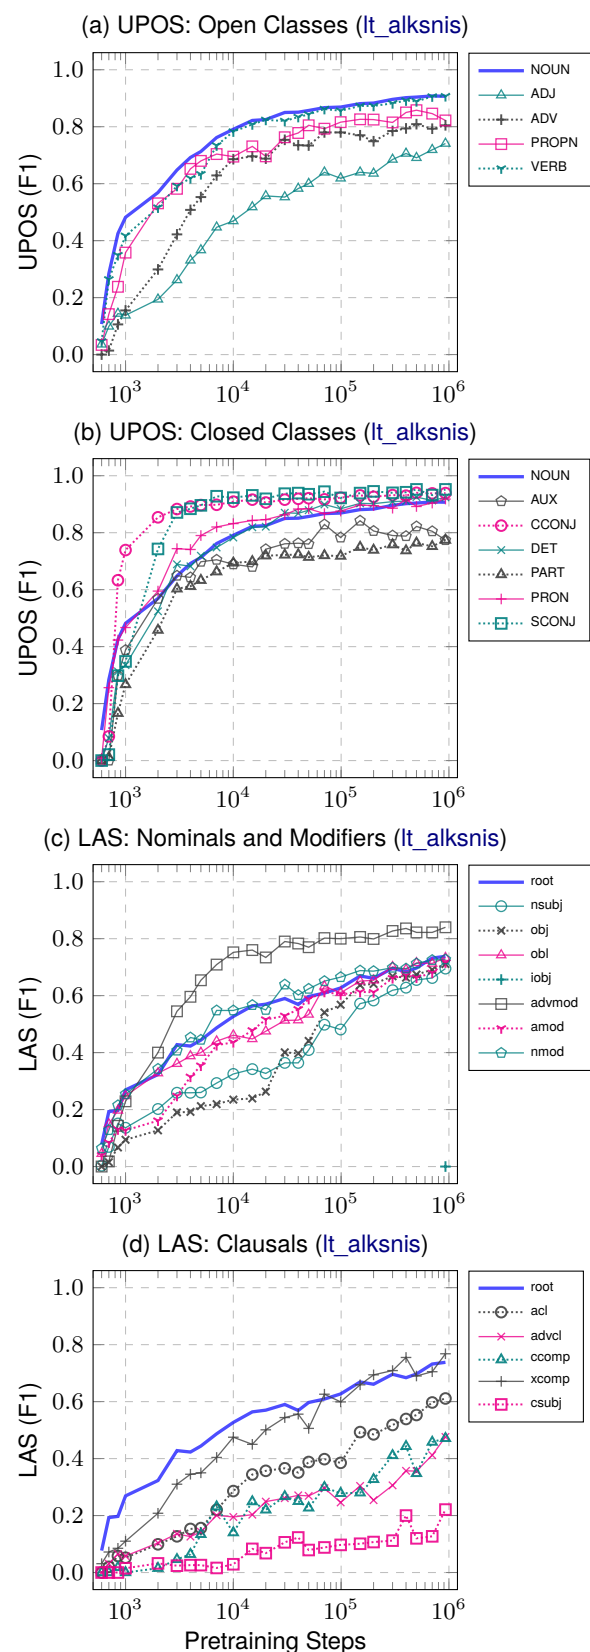 (a) UPOS: Open Classes (lt_alksnis)
1.0
0.8
0.6
0.4
0.2
0.0
UPOS (F1)
10^3 10^4 10^5 10^6
NOUN
ADJ
ADV
PROPN
VERB
(b) UPOS: Closed Classes (lt_alksnis)
1.0
0.8
0.6
0.4
0.2
0.0
UPOS (F1)
10^3 10^4 10^5 10^6
NOUN
AUX
CCONJ
DET
PART
PRON
SCONJ
(c) LAS: Nominals and Modifiers (lt_alksnis)
1.0
0.8
0.6
0.4
0.2
0.0
LAS (F1)
10^3 10^4 10^5 10^6
root
nsubj
obj
obl
iobj
advmod
amod
nmod
(d) LAS: Clausals (lt_alksnis)
1.0
0.8
0.6
0.4
0.2
0.0
LAS (F1)
10^3 10^4 10^5 10^6
Pretraining Steps
root
acl
advcl
ccomp
xcomp
csubj